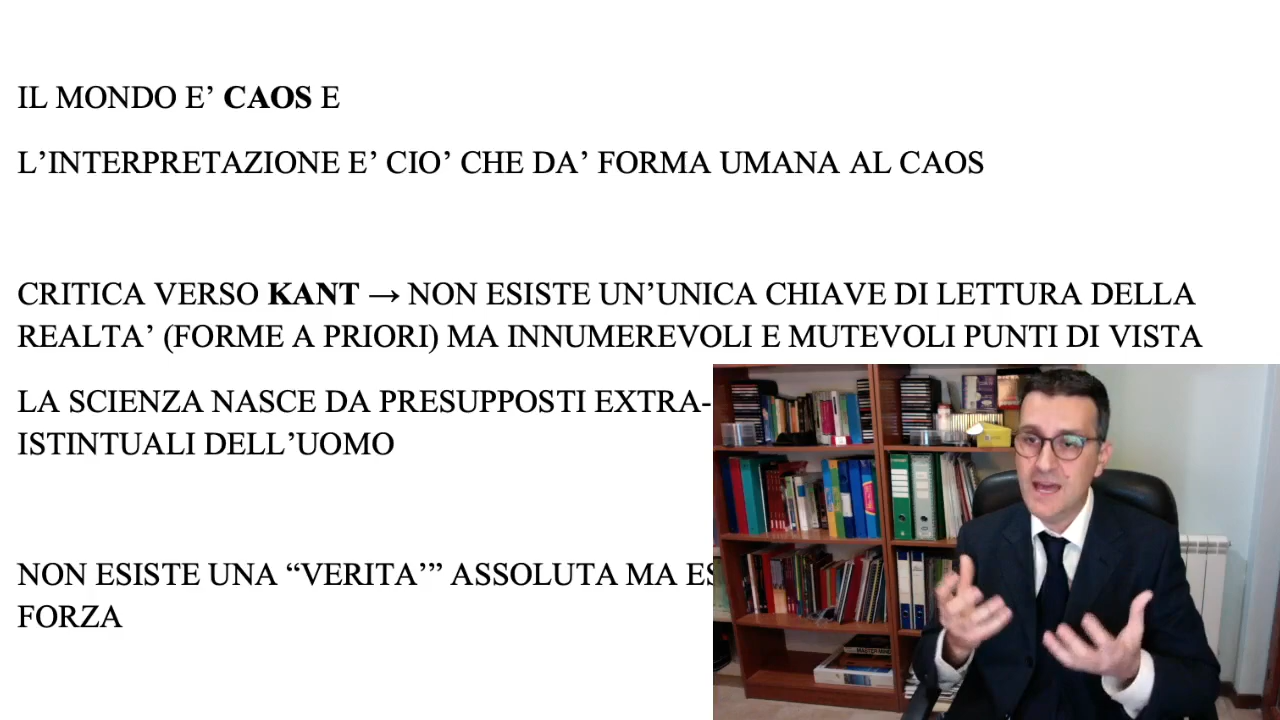 IL MONDO E’ CAOS E
L’INTERPRETAZIONE E’ CIO’ CHE DA’ FORMA UMANA AL CAOS
CRITICA VERSO KANT → NON ESISTE UN’UNICA CHIAVE DI LETTURA DELLA
REALTA’ (FORME A PRIORI) MA INNUMEREVOLI E MUTEVOLI PUNTI DI VISTA
LA SCIENZA NASCE DA PRESUPPOSTI EXTRA-
ISTINTUALI DELL’UOMO
NON ESISTE UNA “VERITA’” ASSOLUTA MA
FORZA